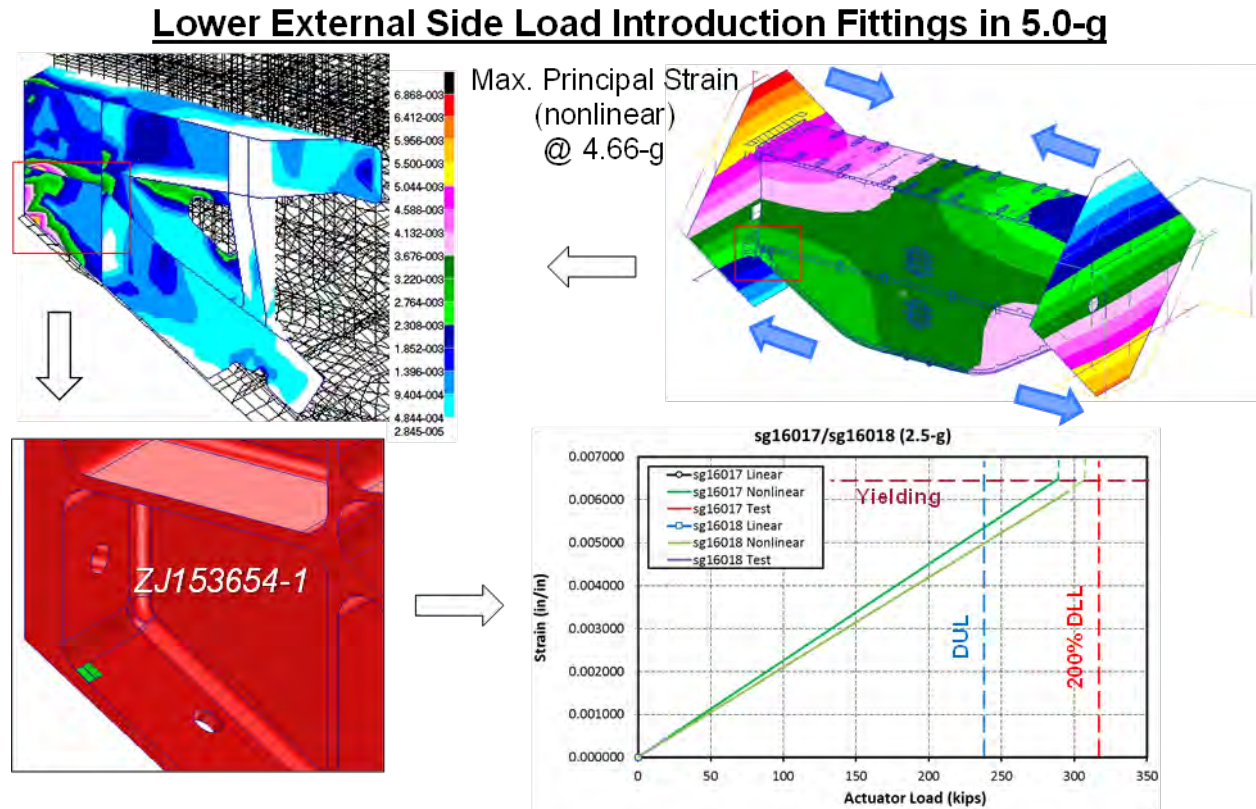 Lower External Side Load Introduction Fittings in 5.0-g
Max. Principal Strain
(nonlinear)
@ 4.66-g
6.868-003
6.412-003
5.956-003
5.500-003
5.044-003
4.588-003
4.132-003
3.676-003
3.220-003
2.764-003
2.308-003
1.852-003
1.396-003
9.404-004
4.844-004
2.845-005
ZJ153654-1
sg16017/sg16018 (2.5-g)
Strain (in/in)
0.007000
0.006000
0.005000
0.004000
0.003000
0.002000
0.001000
0.000000
sg16017 Linear
sg16017 Nonlinear
sg16017 Test
sg16018 Linear
sg16018 Nonlinear
sg16018 Test
Yielding
DUL
200% DLL
0 50 100 150 200 250 300 350
Actuator Load (kips)